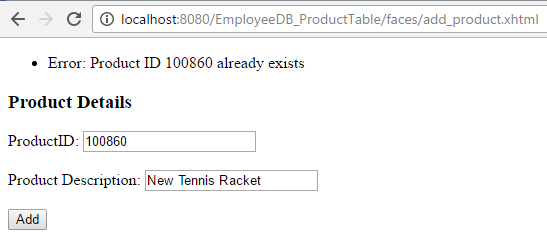 localhost:8080/EmployeeDB_ProductTable/faces/add_product.xhtml
Error: Product ID 100860 already exists
Product Details
ProductID: 100860
Product Description: New Tennis Racket
Add